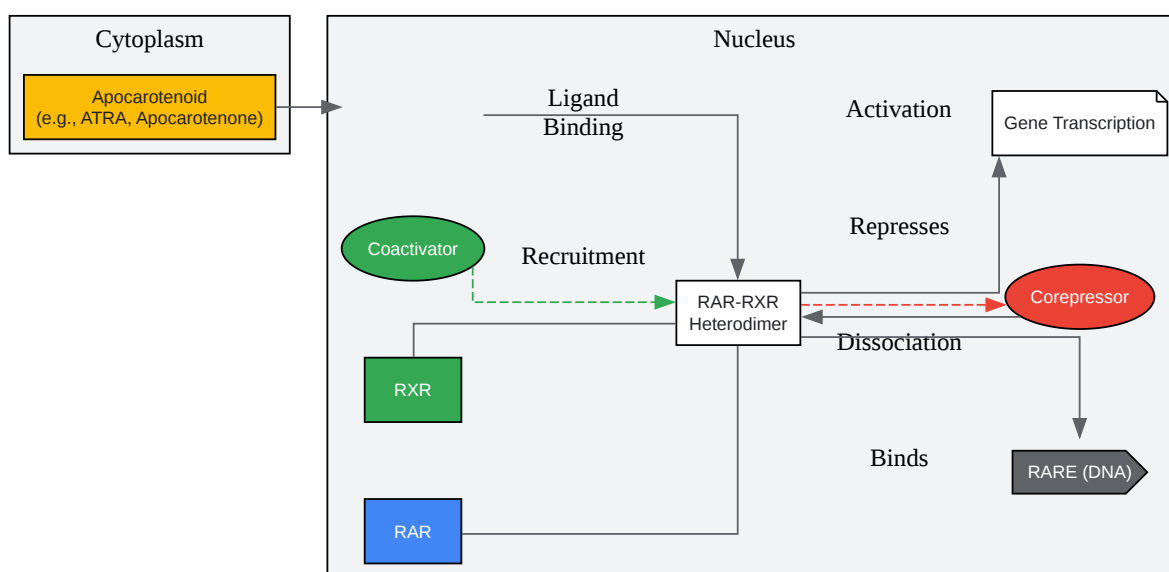 Cytoplasm
Nucleus
Apocarotenoid
(e.g., ATRA, Apocarotenone)
Ligand
Binding
Activation
Gene Transcription
Coactivator
Recruitment
Represses
RAR-RXR
Heterodimer
Corepressor
Dissociation
RXR
Binds
RARE (DNA)
RAR